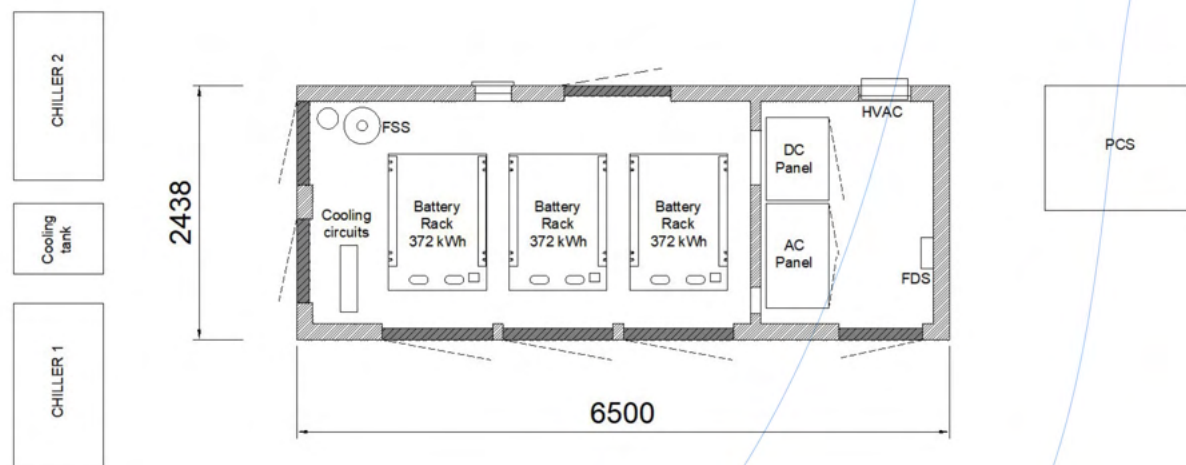 CHILLER 2
Cooling
tank
CHILLER 1
2438
FSS
Cooling
circuits
Battery
Rack
372 kWh
Battery
Rack
372 kWh
Battery
Rack
372 kWh
DC
Panel
AC
Panel
HVAC
FDS
PCS
6500